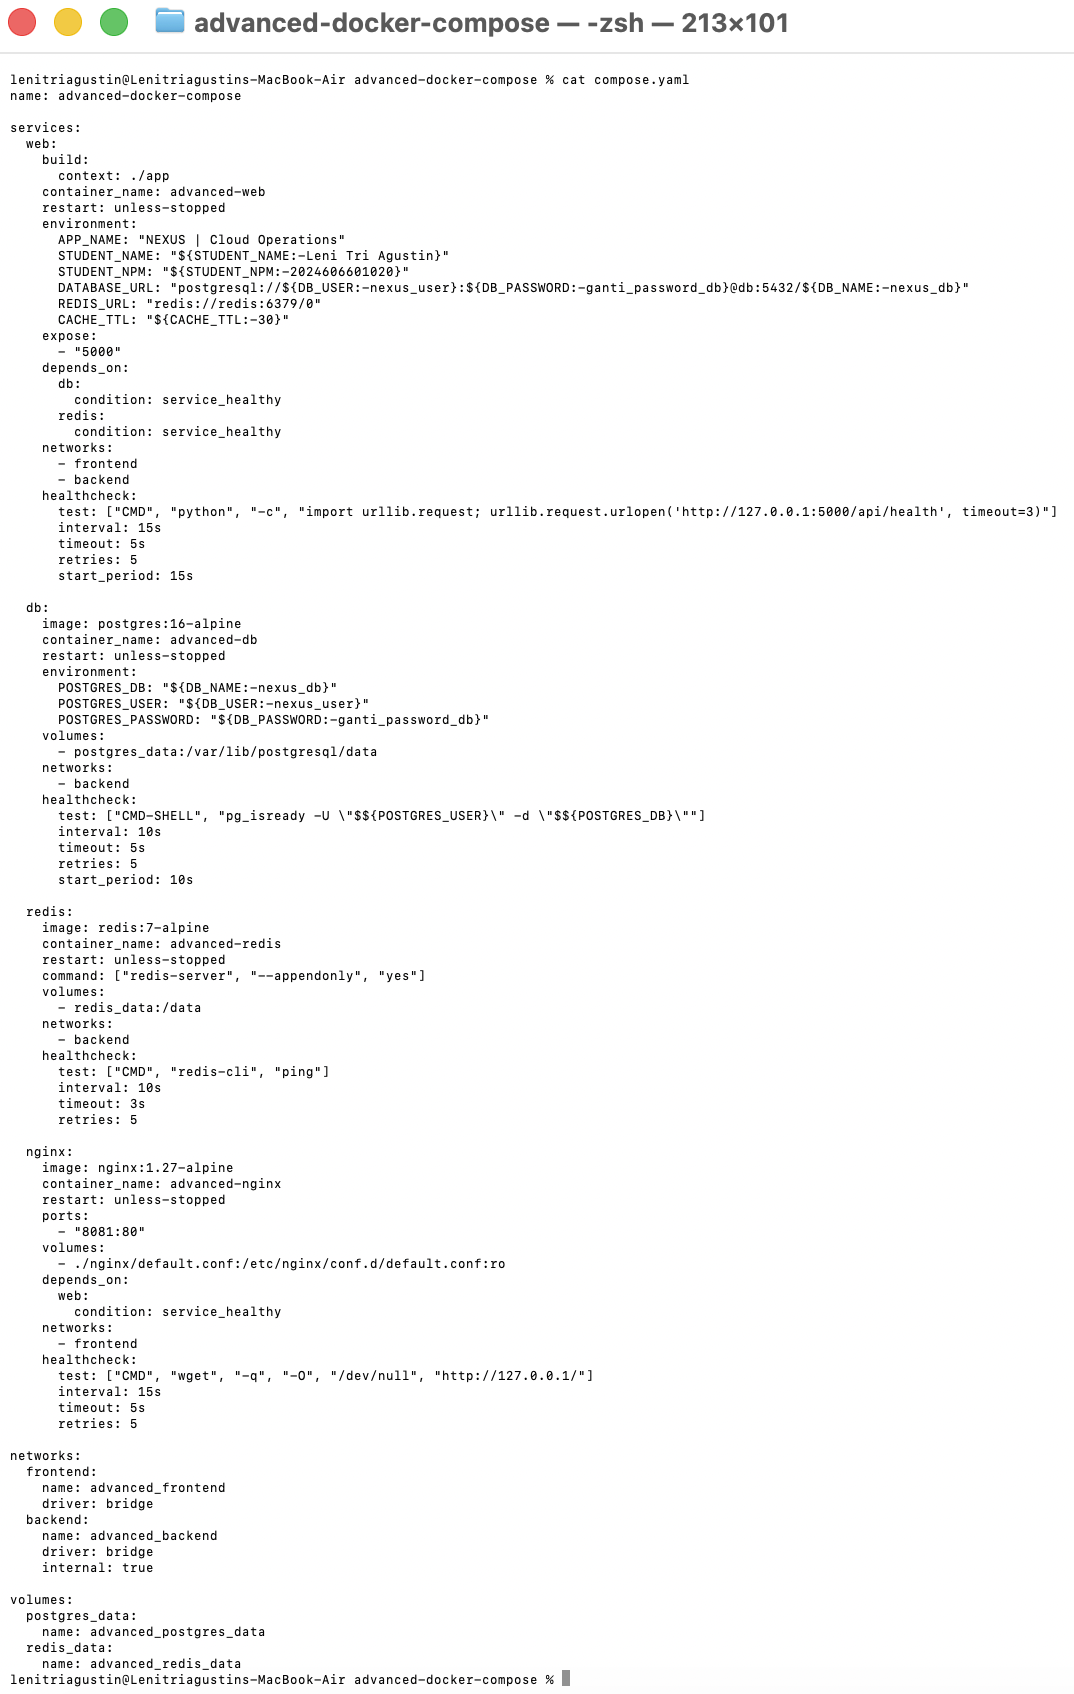 advanced-docker-compose — -zsh — 213×101
lenitriagustin@Lenitriagustins-MacBook-Air advanced-docker-compose % cat compose.yaml
name: advanced-docker-compose

services:
  web:
    build:
      context: ./app
    container_name: advanced-web
    restart: unless-stopped
    environment:
      APP_NAME: "NEXUS | Cloud Operations"
      STUDENT_NAME: "${STUDENT_NAME:-Leni Tri Agustin}"
      STUDENT_NPM: "${STUDENT_NPM:-2024606601020}"
      DATABASE_URL: "postgresql://${DB_USER:-nexus_user}:${DB_PASSWORD:-ganti_password_db}@db:5432/${DB_NAME:-nexus_db}"
      REDIS_URL: "redis://redis:6379/0"
      CACHE_TTL: "${CACHE_TTL:-30}"
    expose:
      - "5000"
    depends_on:
      db:
        condition: service_healthy
      redis:
        condition: service_healthy
    networks:
      - frontend
      - backend
    healthcheck:
      test: ["CMD", "python", "-c", "import urllib.request; urllib.request.urlopen('http://127.0.0.1:5000/api/health', timeout=3)"]
      interval: 15s
      timeout: 5s
      retries: 5
      start_period: 15s

  db:
    image: postgres:16-alpine
    container_name: advanced-db
    restart: unless-stopped
    environment:
      POSTGRES_DB: "${DB_NAME:-nexus_db}"
      POSTGRES_USER: "${DB_USER:-nexus_user}"
      POSTGRES_PASSWORD: "${DB_PASSWORD:-ganti_password_db}"
    volumes:
      - postgres_data:/var/lib/postgresql/data
    networks:
      - backend
    healthcheck:
      test: ["CMD-SHELL", "pg_isready -U \"$${POSTGRES_USER}\" -d \"$${POSTGRES_DB}\""]
      interval: 10s
      timeout: 5s
      retries: 5
      start_period: 10s

  redis:
    image: redis:7-alpine
    container_name: advanced-redis
    restart: unless-stopped
    command: ["redis-server", "--appendonly", "yes"]
    volumes:
      - redis_data:/data
    networks:
      - backend
    healthcheck:
      test: ["CMD", "redis-cli", "ping"]
      interval: 10s
      timeout: 3s
      retries: 5

  nginx:
    image: nginx:1.27-alpine
    container_name: advanced-nginx
    restart: unless-stopped
    ports:
      - "8081:80"
    volumes:
      - ./nginx/default.conf:/etc/nginx/conf.d/default.conf:ro
    depends_on:
      web:
        condition: service_healthy
    networks:
      - frontend
    healthcheck:
      test: ["CMD", "wget", "-q", "-O", "/dev/null", "http://127.0.0.1/"]
      interval: 15s
      timeout: 5s
      retries: 5

networks:
  frontend:
    name: advanced_frontend
    driver: bridge
  backend:
    name: advanced_backend
    driver: bridge
    internal: true

volumes:
  postgres_data:
    name: advanced_postgres_data
  redis_data:
    name: advanced_redis_data
lenitriagustin@Lenitriagustins-MacBook-Air advanced-docker-compose %